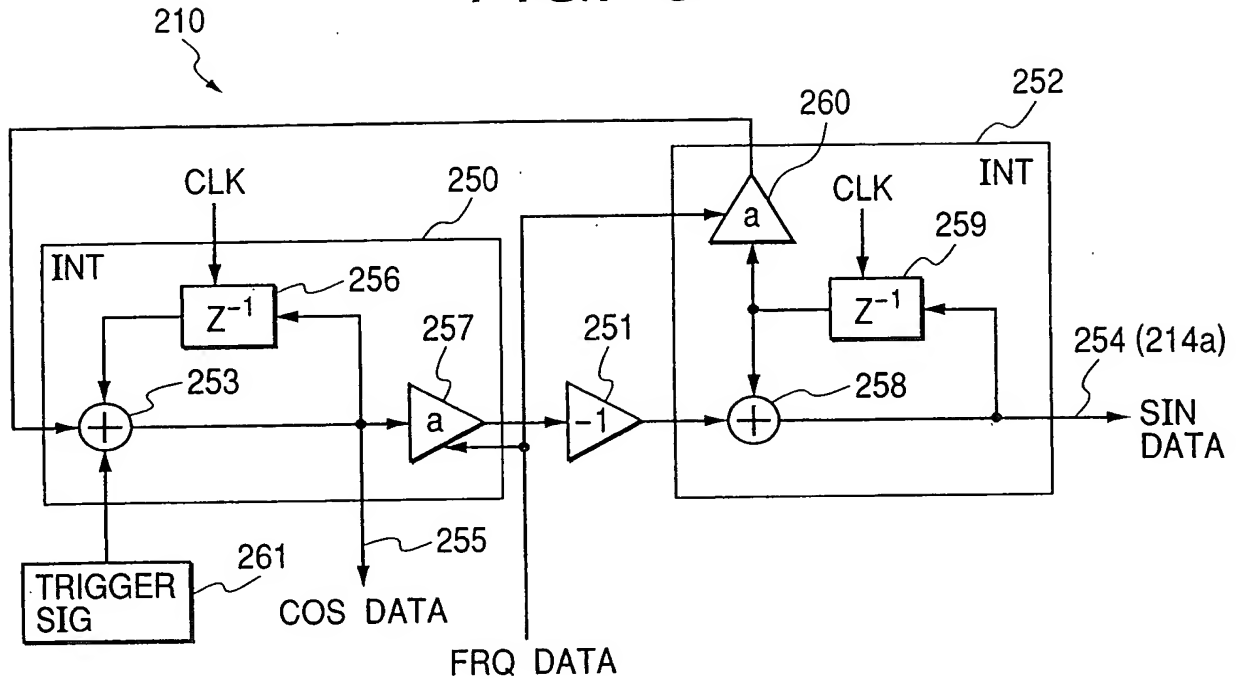 210
252
260
INT
CLK
250
CLK
259
INT
256
Z⁻¹
a
Z⁻¹
257
251
254 (214a)
253
258
a
-1
SIN
DATA
255
261
TRIGGER
SIG
COS DATA
FRQ DATA